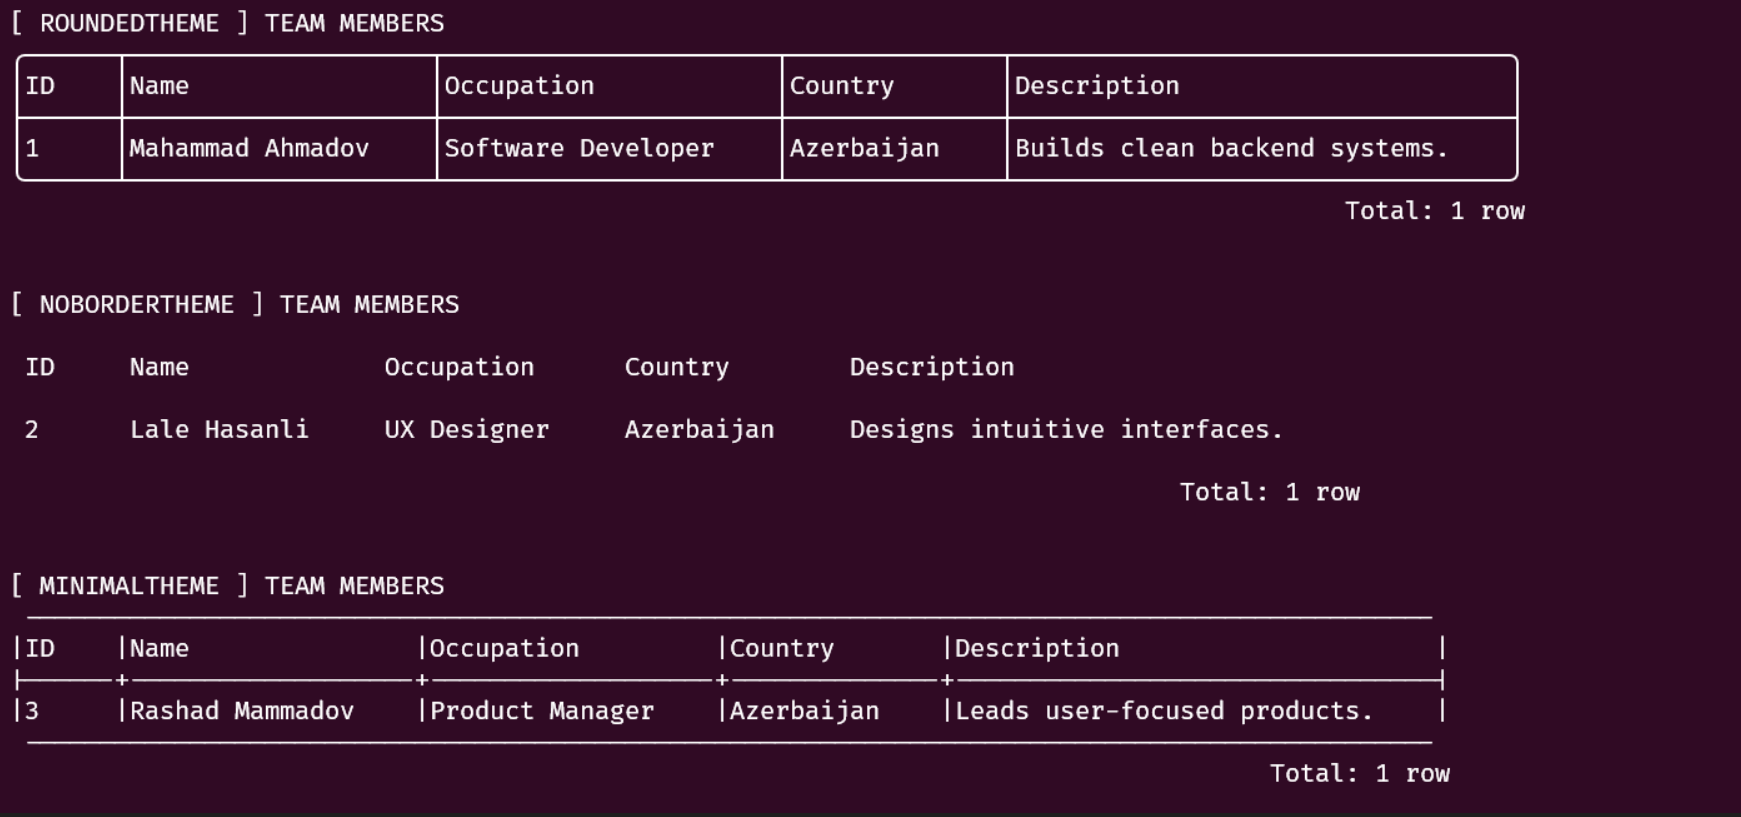 [ ROUNDEDTHEME ] TEAM MEMBERS
ID Name Occupation Country Description
1 Mahammad Ahmadov Software Developer Azerbaijan Builds clean backend systems.
Total: 1 row
[ NOBORDERTHEME ] TEAM MEMBERS
ID Name Occupation Country Description
2 Lale Hasanli UX Designer Azerbaijan Designs intuitive interfaces.
Total: 1 row
[ MINIMALTHEME ] TEAM MEMBERS
|ID |Name |Occupation |Country |Description |
|3 |Rashad Mammadov |Product Manager |Azerbaijan |Leads user-focused products. |
Total: 1 row